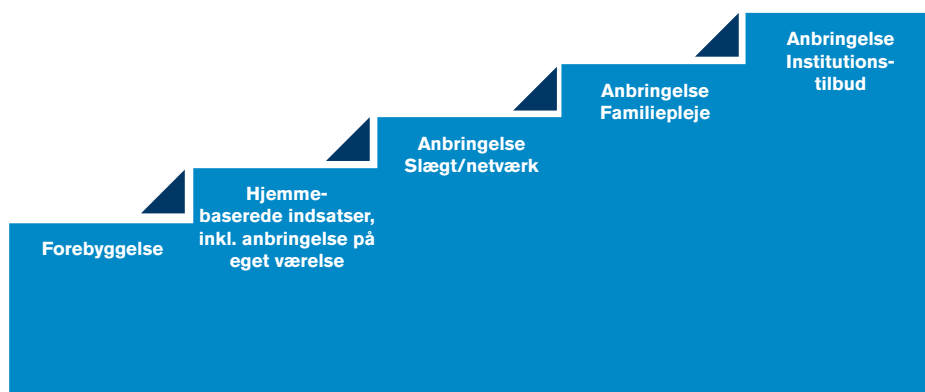 Forebyggelse
Hjemme-
baserede indsatser,
inkl. anbringelse på
eget værelse
Anbringelse
Slægt/netværk
Anbringelse
Familiepleje
Anbringelse
Institutions-
tilbud